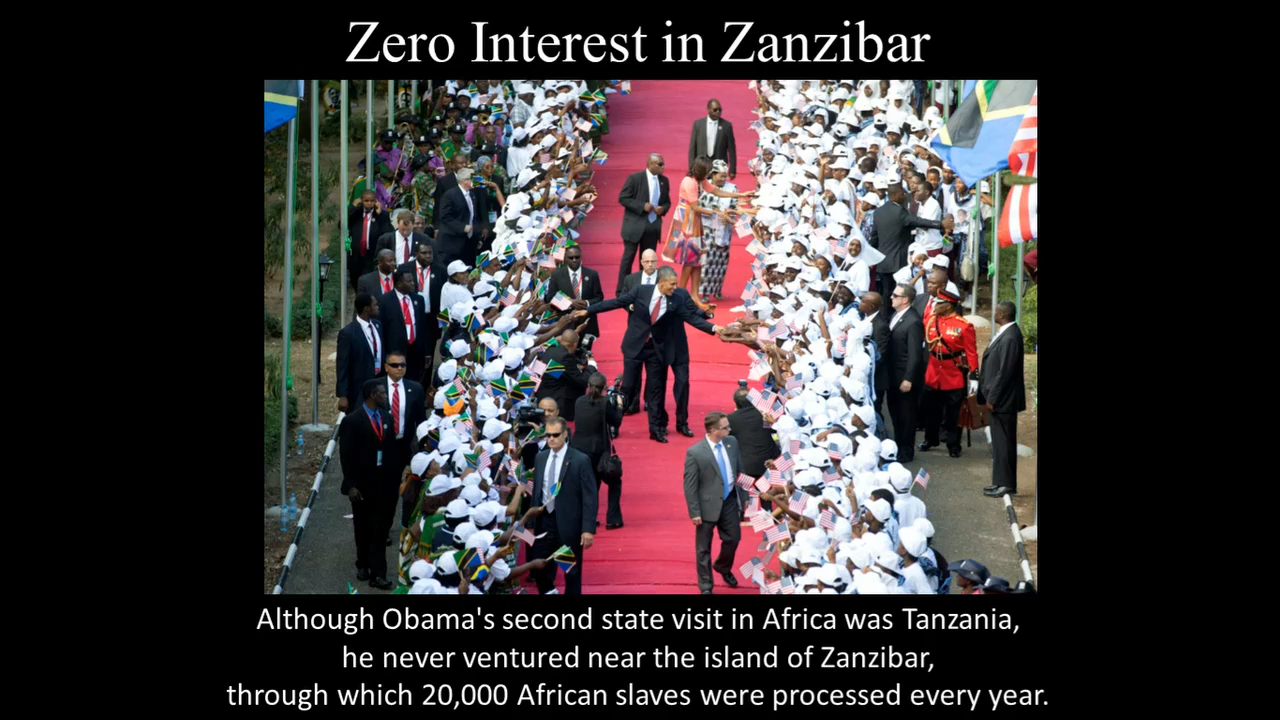 Zero Interest in Zanzibar
Although Obama's second state visit in Africa was Tanzania,
he never ventured near the island of Zanzibar,
through which 20,000 African slaves were processed every year.